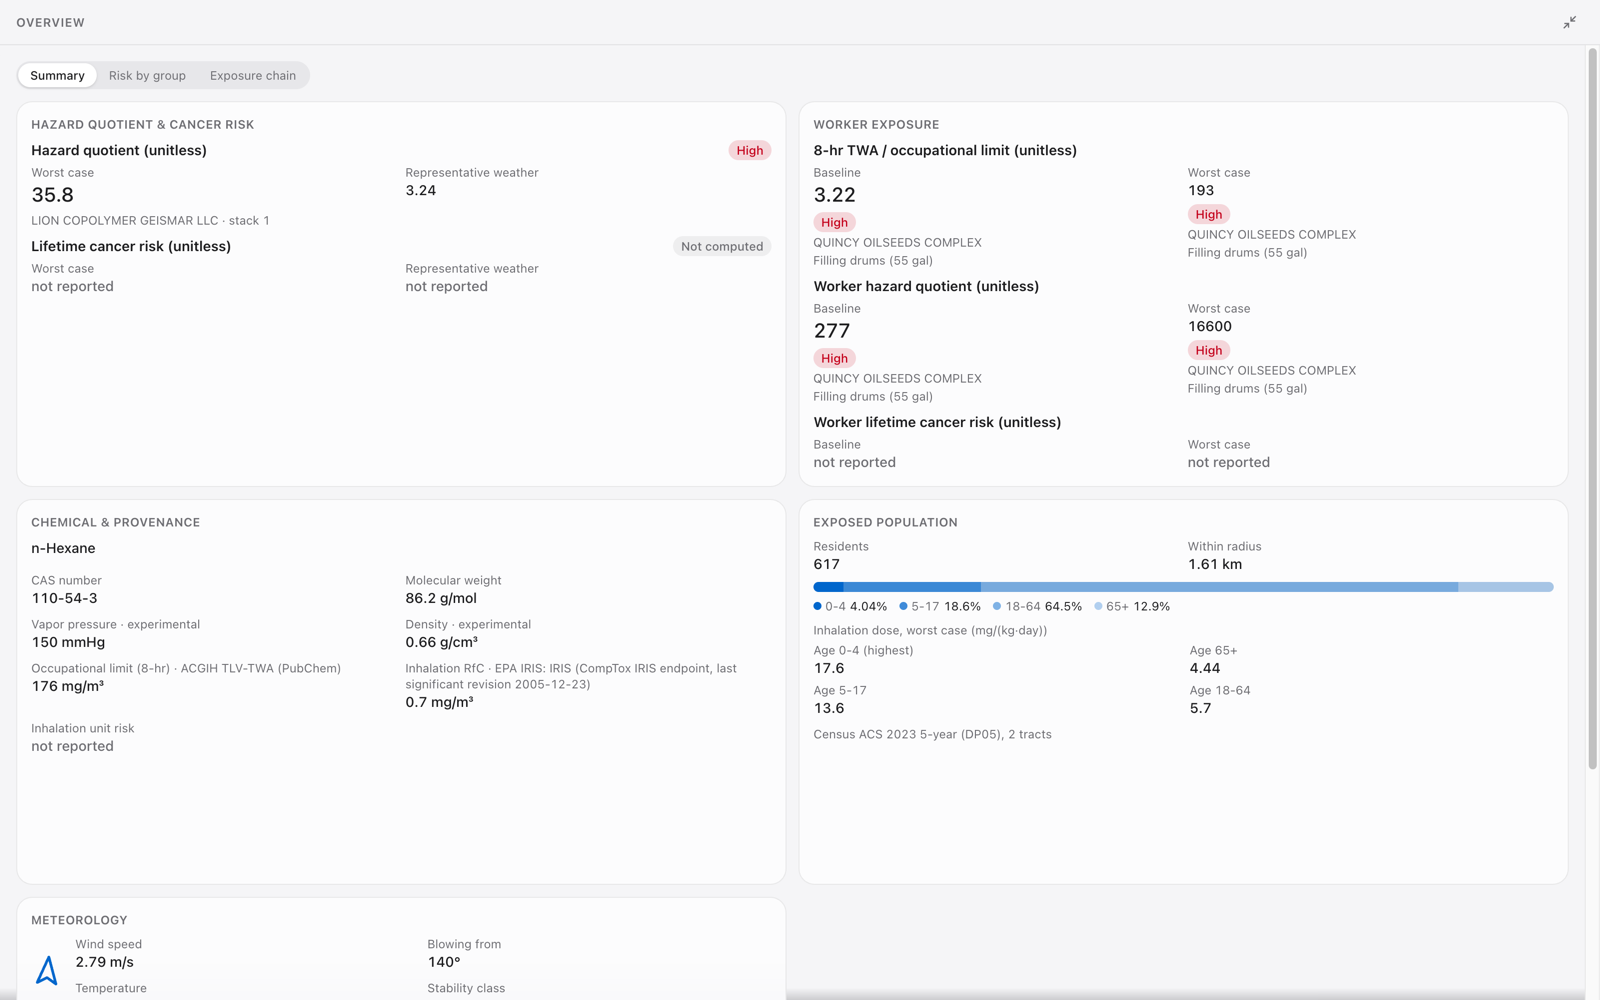 OVERVIEW
Summary
Risk by group
Exposure chain
HAZARD QUOTIENT & CANCER RISK
Hazard quotient (unitless)
High
Worst case
Representative weather
35.8
3.24
LION COPOLYMER GEISMAR LLC · stack 1
Lifetime cancer risk (unitless)
Not computed
Worst case
Representative weather
not reported
not reported
WORKER EXPOSURE
8-hr TWA / occupational limit (unitless)
Baseline
Worst case
3.22
193
High
High
QUINCY OILSEEDS COMPLEX
QUINCY OILSEEDS COMPLEX
Filling drums (55 gal)
Filling drums (55 gal)
Worker hazard quotient (unitless)
Baseline
Worst case
277
16600
High
High
QUINCY OILSEEDS COMPLEX
QUINCY OILSEEDS COMPLEX
Filling drums (55 gal)
Filling drums (55 gal)
Worker lifetime cancer risk (unitless)
Baseline
Worst case
not reported
not reported
CHEMICAL & PROVENANCE
n-Hexane
CAS number
Molecular weight
110-54-3
86.2 g/mol
Vapor pressure · experimental
Density · experimental
150 mmHg
0.66 g/cm³
Occupational limit (8-hr) · ACGIH TLV-TWA (PubChem)
176 mg/m³
Inhalation RfC · EPA IRIS: IRIS (CompTox IRIS endpoint, last
significant revision 2005-12-23)
0.7 mg/m³
Inhalation unit risk
not reported
EXPOSED POPULATION
Residents
Within radius
617
1.61 km
0-4 4.04%
5-17 18.6%
18-64 64.5%
65+ 12.9%
Inhalation dose, worst case (mg/(kg·day))
Age 0-4 (highest)
Age 65+
17.6
4.44
Age 5-17
Age 18-64
13.6
5.7
Census ACS 2023 5-year (DP05), 2 tracts
METEOROLOGY
Wind speed
Blowing from
2.79 m/s
140°
Temperature
Stability class